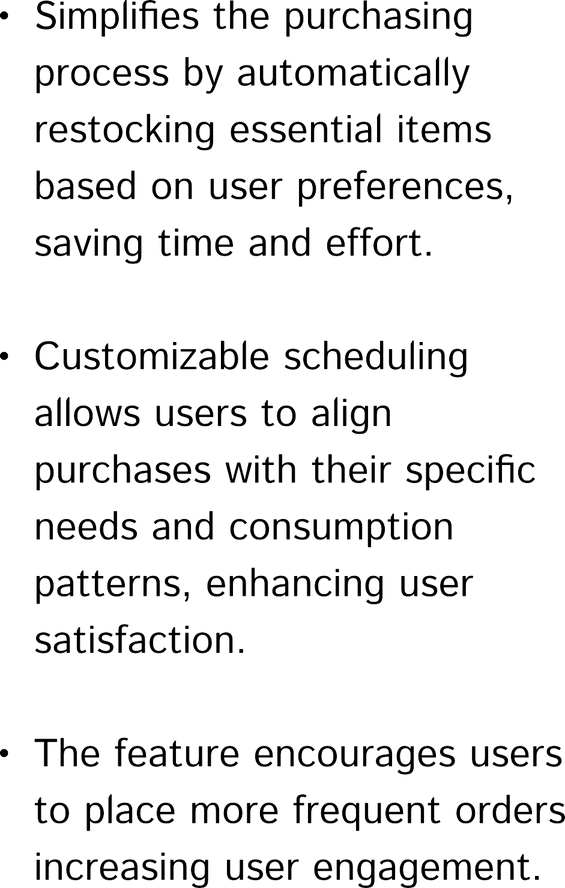 • Simplifies the purchasing
process by automatically
restocking essential items
based on user preferences,
saving time and effort.
• Customizable scheduling
allows users to align
purchases with their specific
needs and consumption
patterns, enhancing user
satisfaction.
• The feature encourages users
to place more frequent orders
increasing user engagement.